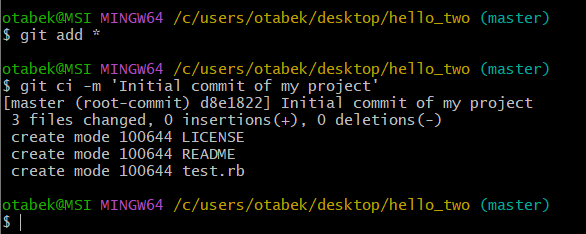 otabek@MSI MINGW64 /c/users/otabek/desktop/hello_two (master)
$ git add *
otabek@MSI MINGW64 /c/users/otabek/desktop/hello_two (master)
$ git ci -m 'Initial commit of my project'
[master (root-commit) d8e1822] Initial commit of my project
 3 files changed, 0 insertions(+), 0 deletions(-)
 create mode 100644 LICENSE
 create mode 100644 README
 create mode 100644 test.rb
otabek@MSI MINGW64 /c/users/otabek/desktop/hello_two (master)
$